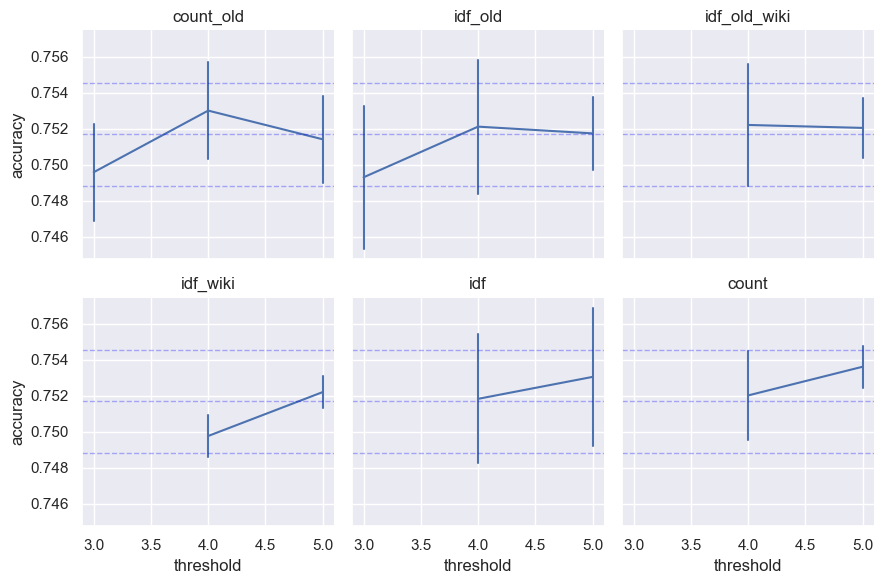 count_old
idf_old
idf_old_wiki
accuracy
0.756
0.754
0.752
0.750
0.748
0.746
idf_wiki
idf
count
accuracy
0.756
0.754
0.752
0.750
0.748
0.746
3.0 3.5 4.0 4.5 5.0
3.0 3.5 4.0 4.5 5.0
3.0 3.5 4.0 4.5 5.0
threshold
threshold
threshold